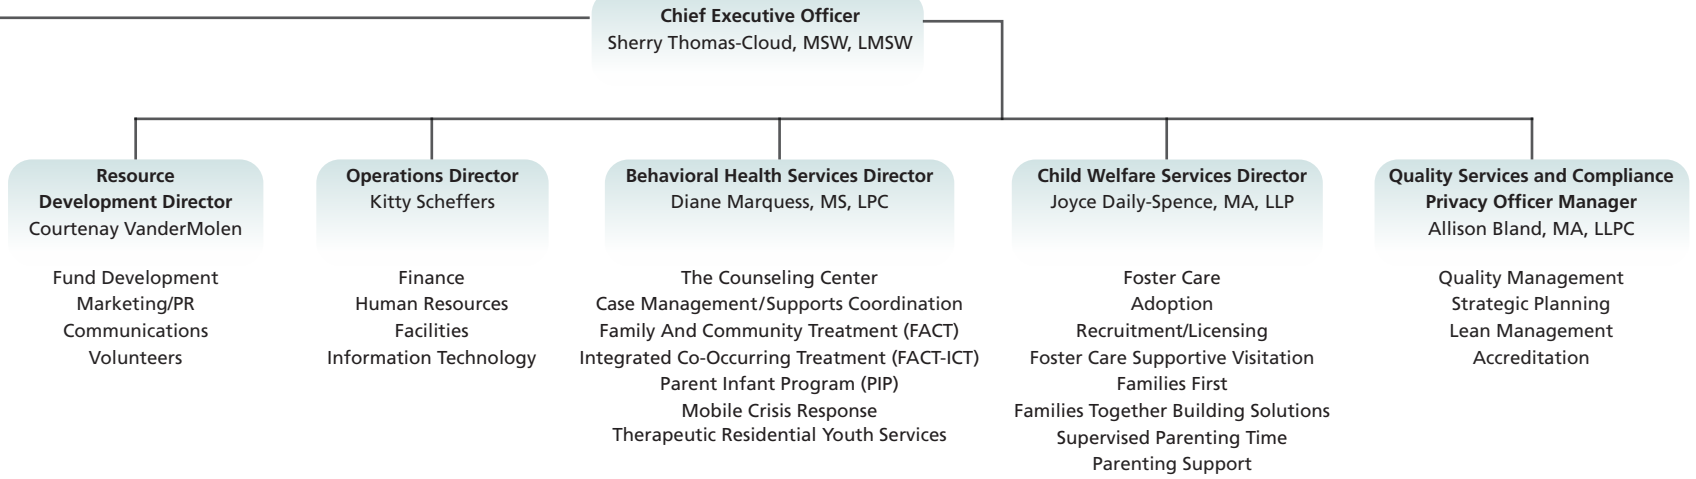 Chief Executive Officer
Sherry Thomas-Cloud, MSW, LMSW
Resource
Development Director
Courtenay VanderMolen
Fund Development
Marketing/PR
Communications
Volunteers
Operations Director
Kitty Scheffers
Finance
Human Resources
Facilities
Information Technology
Behavioral Health Services Director
Diane Marquess, MS, LPC
The Counseling Center
Case Management/Supports Coordination
Family And Community Treatment (FACT)
Integrated Co-Occurring Treatment (FACT-ICT)
Parent Infant Program (PIP)
Mobile Crisis Response
Therapeutic Residential Youth Services
Child Welfare Services Director
Joyce Daily-Spence, MA, LLP
Foster Care
Adoption
Recruitment/Licensing
Foster Care Supportive Visitation
Families First
Families Together Building Solutions
Supervised Parenting Time
Parenting Support
Quality Services and Compliance
Privacy Officer Manager
Allison Bland, MA, LLPC
Quality Management
Strategic Planning
Lean Management
Accreditation